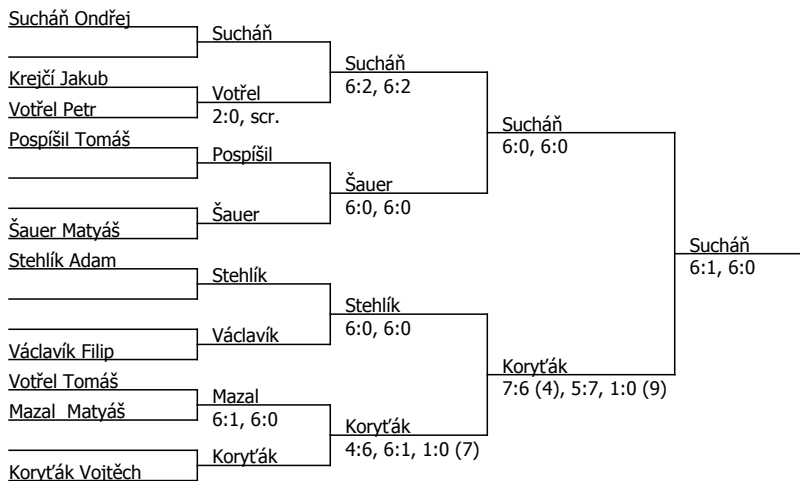 Sucháň Ondřej
Krejčí Jakub
Votřel Petr
Pospíšil Tomáš
Šauer Matyáš
Stehlík Adam
Václavík Filip
Votřel Tomáš
Mazal  Matyáš
Koryťák Vojtěch
Sucháň
Votřel
2:0, scr.
Pospíšil
Šauer
Stehlík
Václavík
Mazal
6:1, 6:0
Koryťák
Sucháň
6:2, 6:2
Šauer
6:0, 6:0
Stehlík
6:0, 6:0
Koryťák
4:6, 6:1, 1:0 (7)
Sucháň
6:0, 6:0
Koryťák
7:6 (4), 5:7, 1:0 (9)
Sucháň
6:1, 6:0